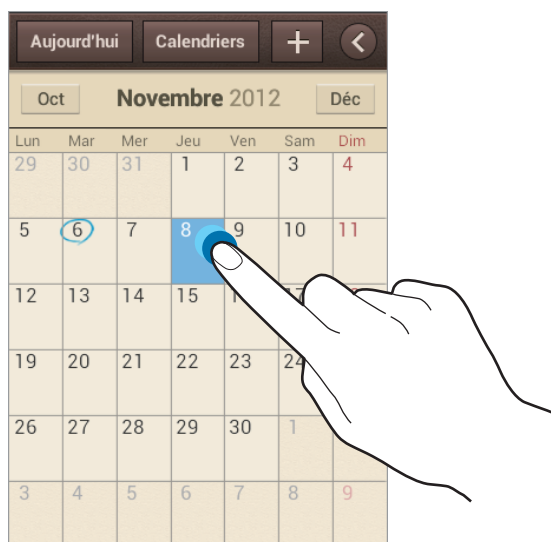 Aujourd'hui Calendriers
Oct Novembre 2012 Déc
Lun Mar Mer Jeu Ven Sam Dim
29 30 31 1 2 3 4
5 6 7 8 9 10 11
12 13 14 15
19 20 21 22 23 24
26 27 28 29 30 1
3 4 5 6 7 8 9